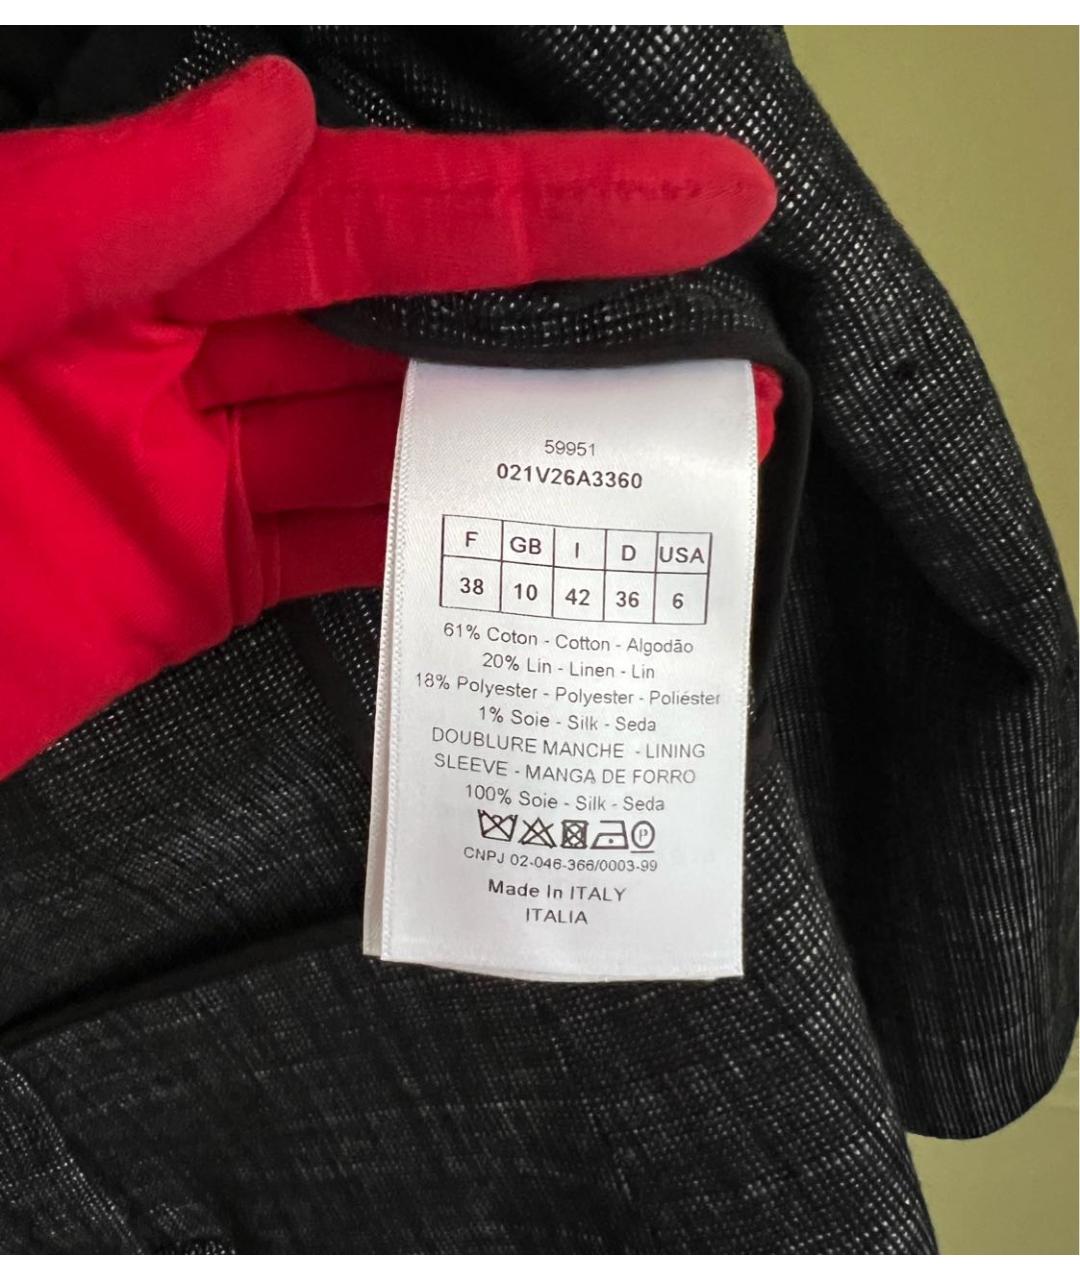 59951
021V26A3360
F GB I D USA
38 10 42 36 6
61% Coton - Cotton - Algodão
20% Lin - Linen - Lin
18% Polyester - Polyester - Poliéster
1% Soie - Silk - Seda
DOUBLURE MANCHE - LINING
SLEEVE - MANGA DE FORRO
100% Soie - Silk - Seda
P
CNPJ 02-046-366/0003-99
Made In ITALY
ITALIA